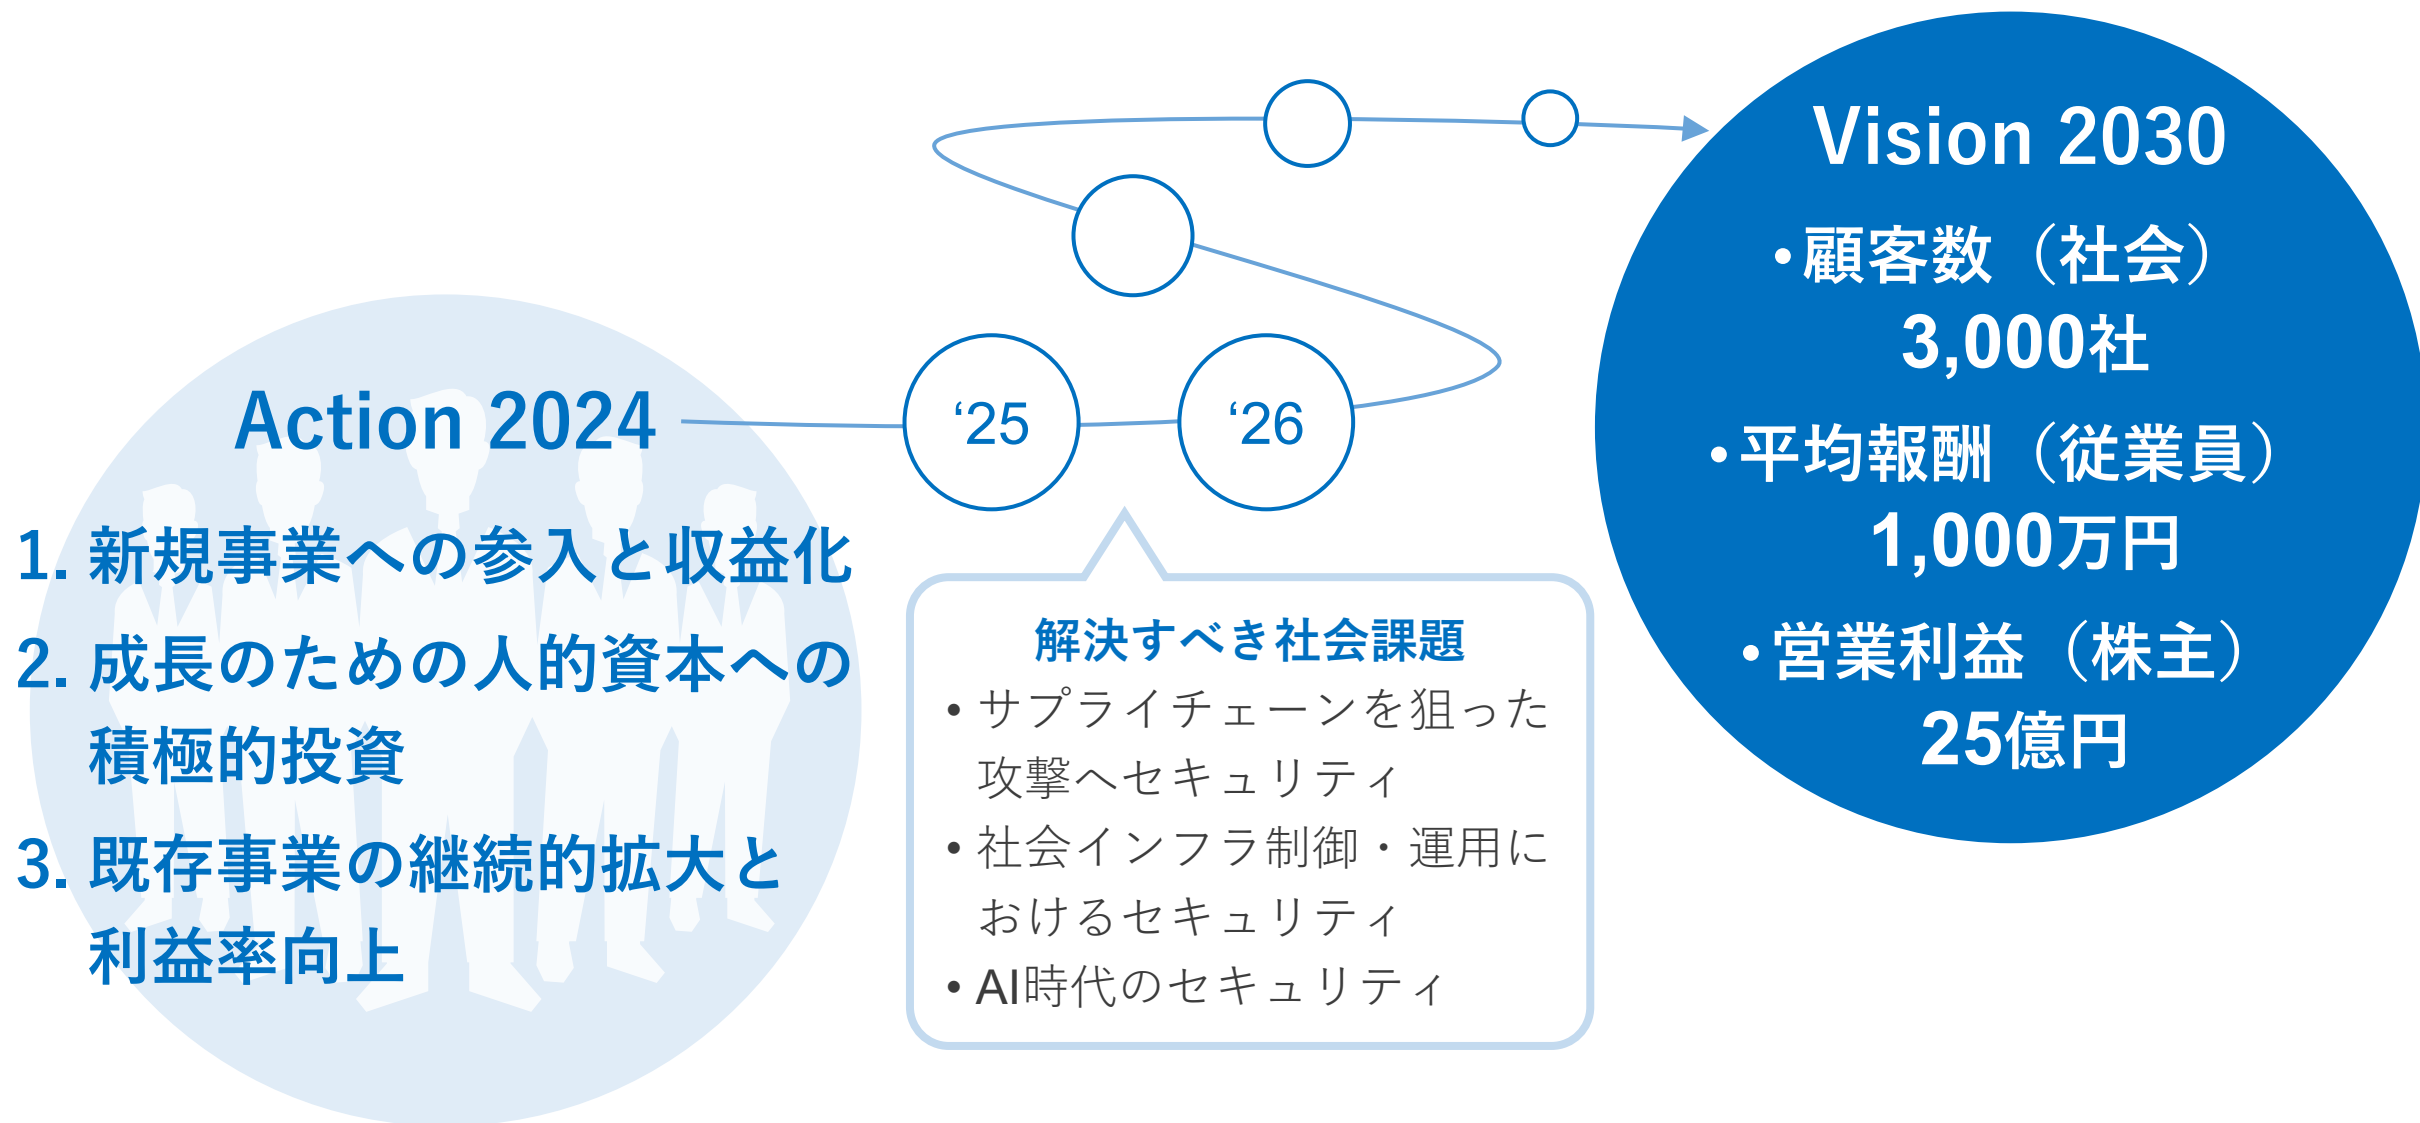 Action 2024
1. 新規事業への参入と収益化
2. 成長のための人的資本への
積極的投資
3. 既存事業の継続的拡大と
利益率向上
‘25
‘26
解決すべき社会課題
• サプライチェーンを狙った
攻撃へセキュリティ
• 社会インフラ制御・運用に
おけるセキュリティ
• AI時代のセキュリティ
Vision 2030
• 顧客数（社会）
3,000社
• 平均報酬（従業員）
1,000万円
• 営業利益（株主）
25億円